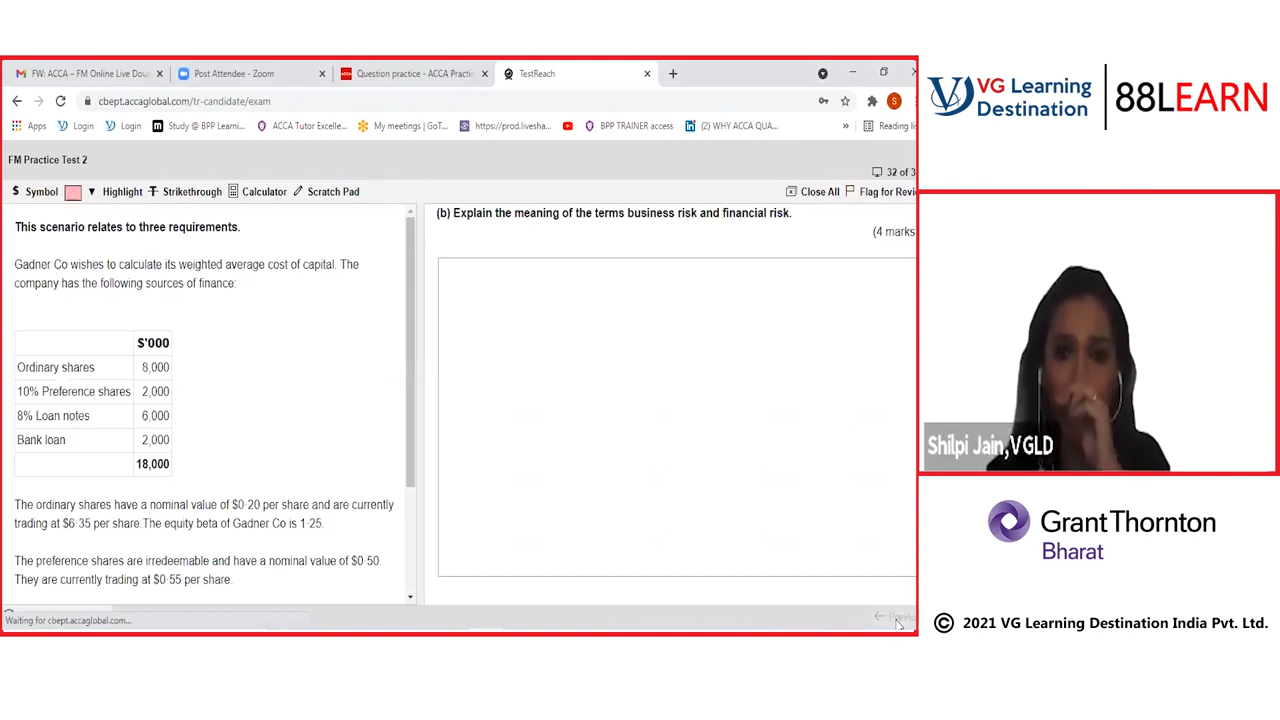 FW: ACCA – FM Online Live Dou
Post Attendee - Zoom
Question practice - ACCA Practic
TestReach
cbept.accaglobal.com/tr-candidate/exam
Apps
Login
Login
Study @ BPP Learni...
ACCA Tutor Excelle...
My meetings | GoT...
https://prod.livesha...
BPP TRAINER access
(2) WHY ACCA QUA...
»
Reading lis
FM Practice Test 2
32 of 3
$ Symbol
Highlight
Strikethrough
Calculator
Scratch Pad
Close All
Flag for Revie
This scenario relates to three requirements.
Gadner Co wishes to calculate its weighted average cost of capital. The
company has the following sources of finance:
$'000
Ordinary shares 8,000
10% Preference shares 2,000
8% Loan notes 6,000
Bank loan 2,000
18,000
The ordinary shares have a nominal value of $0·20 per share and are currently
trading at $6·35 per share.The equity beta of Gadner Co is 1·25.
The preference shares are irredeemable and have a nominal value of $0·50.
They are currently trading at $0·55 per share.
(b) Explain the meaning of the terms business risk and financial risk.
(4 marks
Previo
Waiting for cbept.accaglobal.com...
VG Learning
Destination
88LEARN
Shilpi Jain,VGLD
Grant Thornton
Bharat
© 2021 VG Learning Destination India Pvt. Ltd.